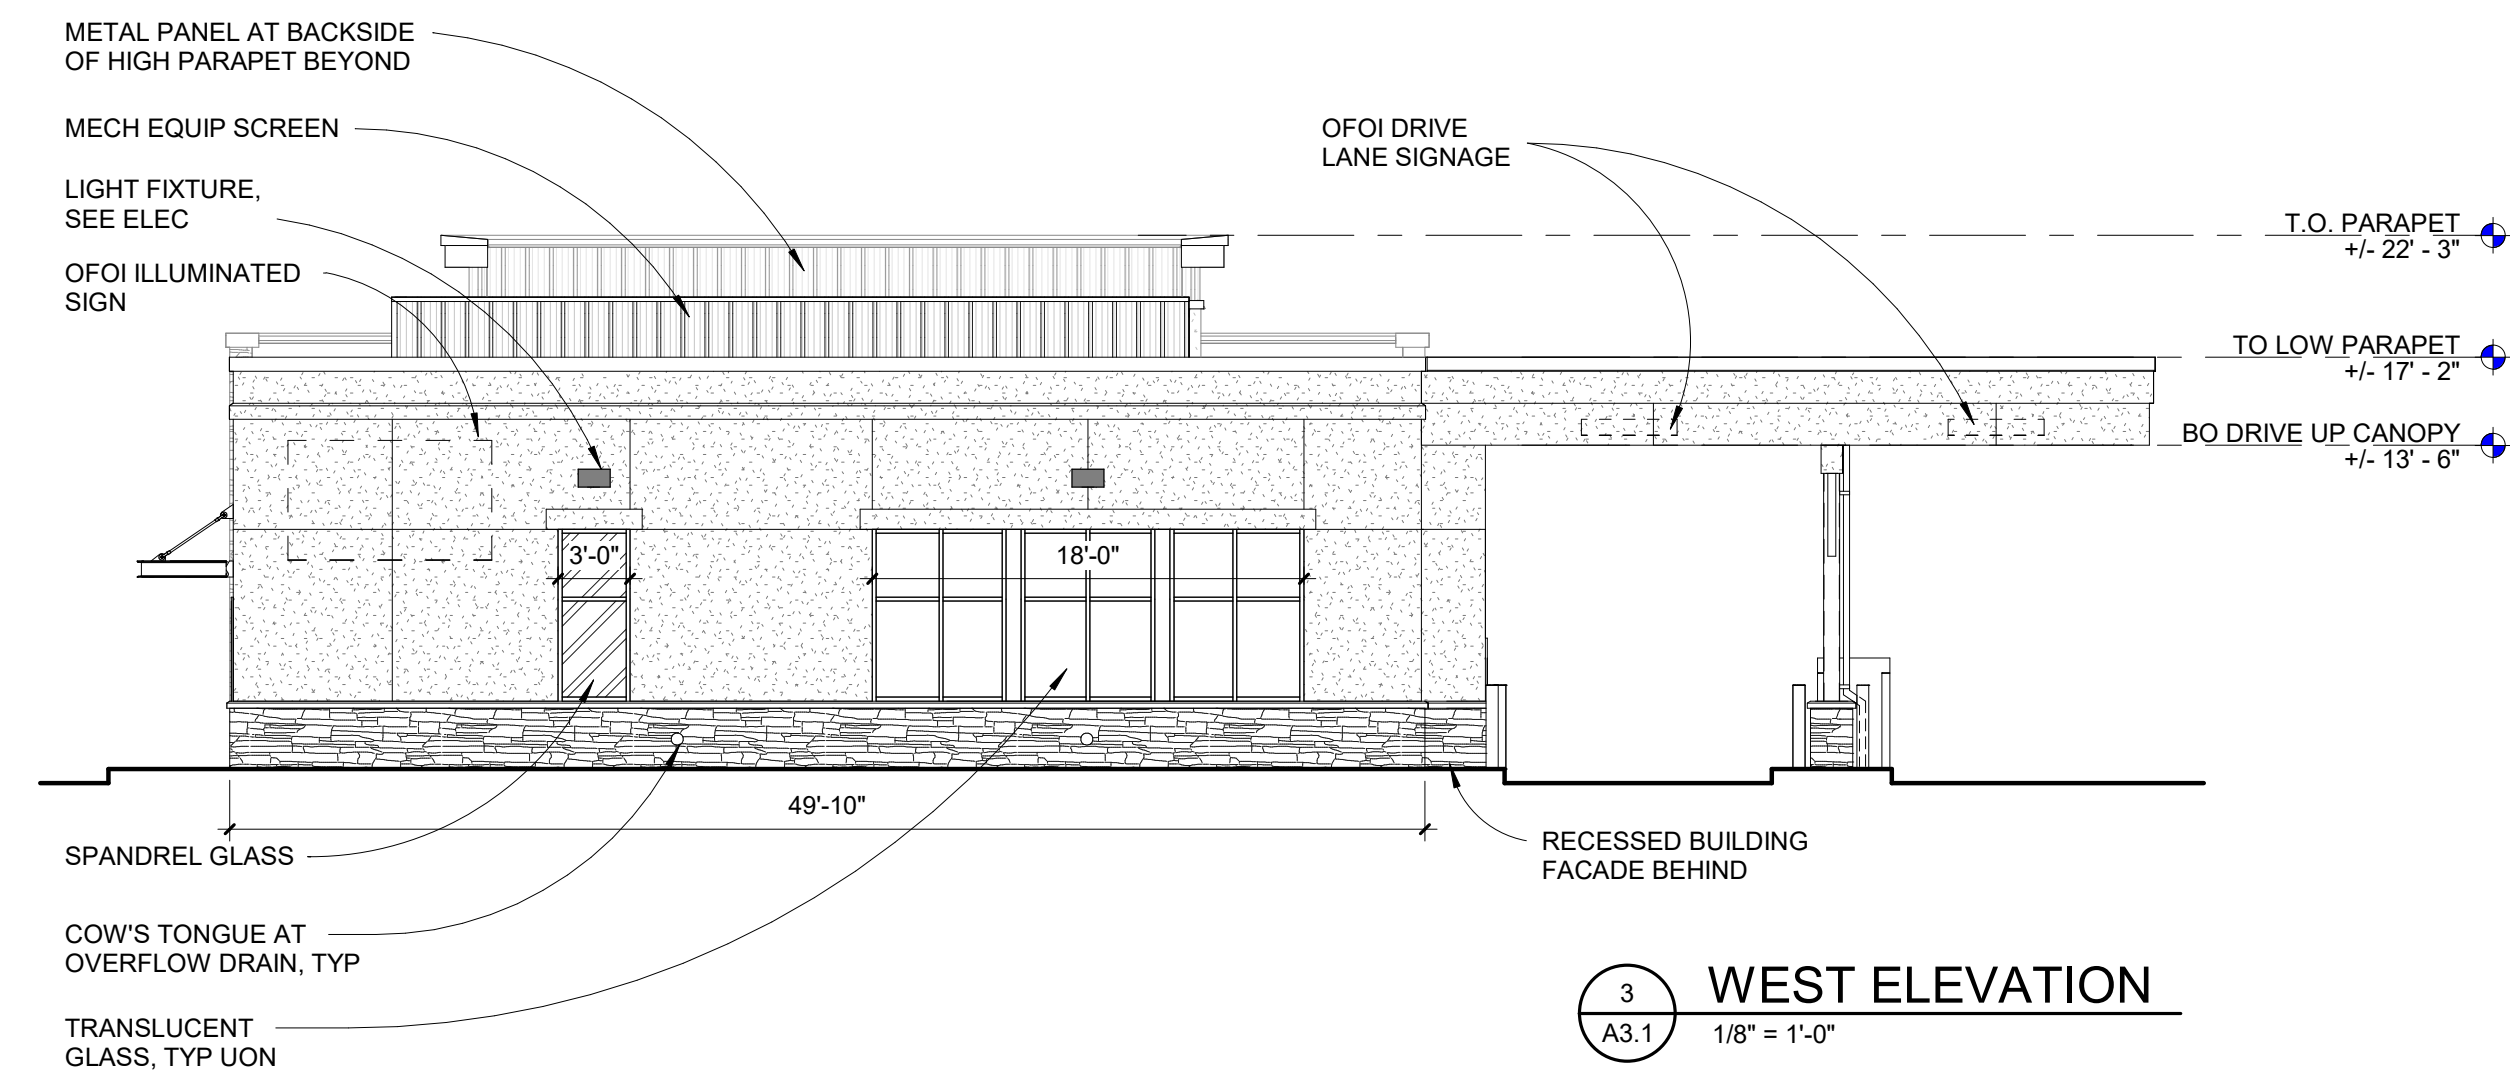 METAL PANEL AT BACKSIDE
OF HIGH PARAPET BEYOND
MECH EQUIP SCREEN
LIGHT FIXTURE,
SEE ELEC
OFOI ILLUMINATED
SIGN
OFOI DRIVE
LANE SIGNAGE
T.O. PARAPET
+/- 22' - 3"
TO LOW PARAPET
+/- 17' - 2"
BO DRIVE UP CANOPY
+/- 13' - 6"
3'-0"
18'-0"
49'-10"
SPANDREL GLASS
COW'S TONGUE AT
OVERFLOW DRAIN, TYP
TRANSLUCENT
GLASS, TYP UON
RECESSED BUILDING
FACADE BEHIND
3
A3.1
WEST ELEVATION
1/8" = 1'-0"